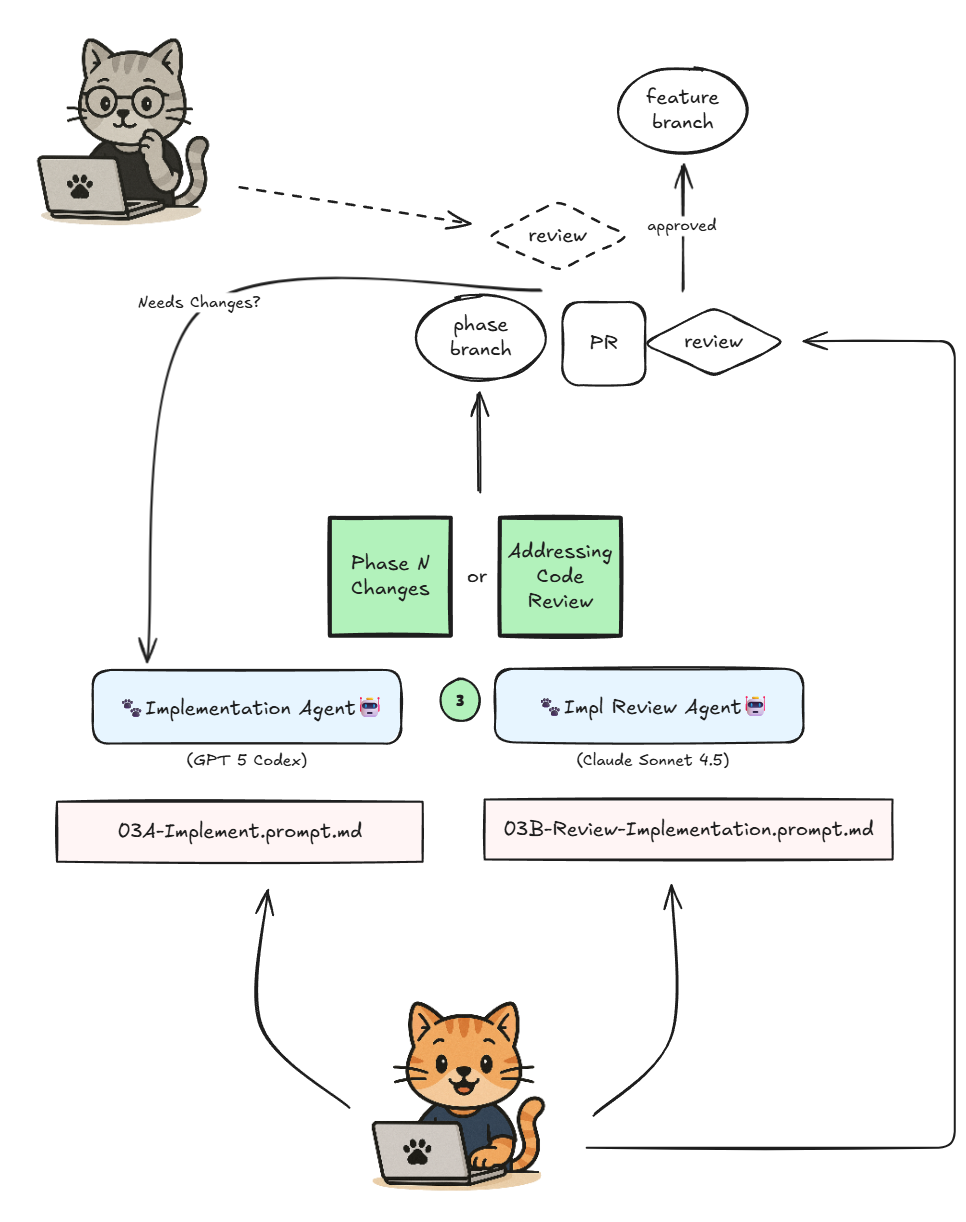 feature
branch
approved
review
Needs Changes?
phase
branch
PR
review
Phase N
Changes
or
Addressing
Code
Review
Implementation Agent
3
Impl Review Agent
(GPT 5 Codex)
(Claude Sonnet 4.5)
03A-Implement.prompt.md
03B-Review-Implementation.prompt.md